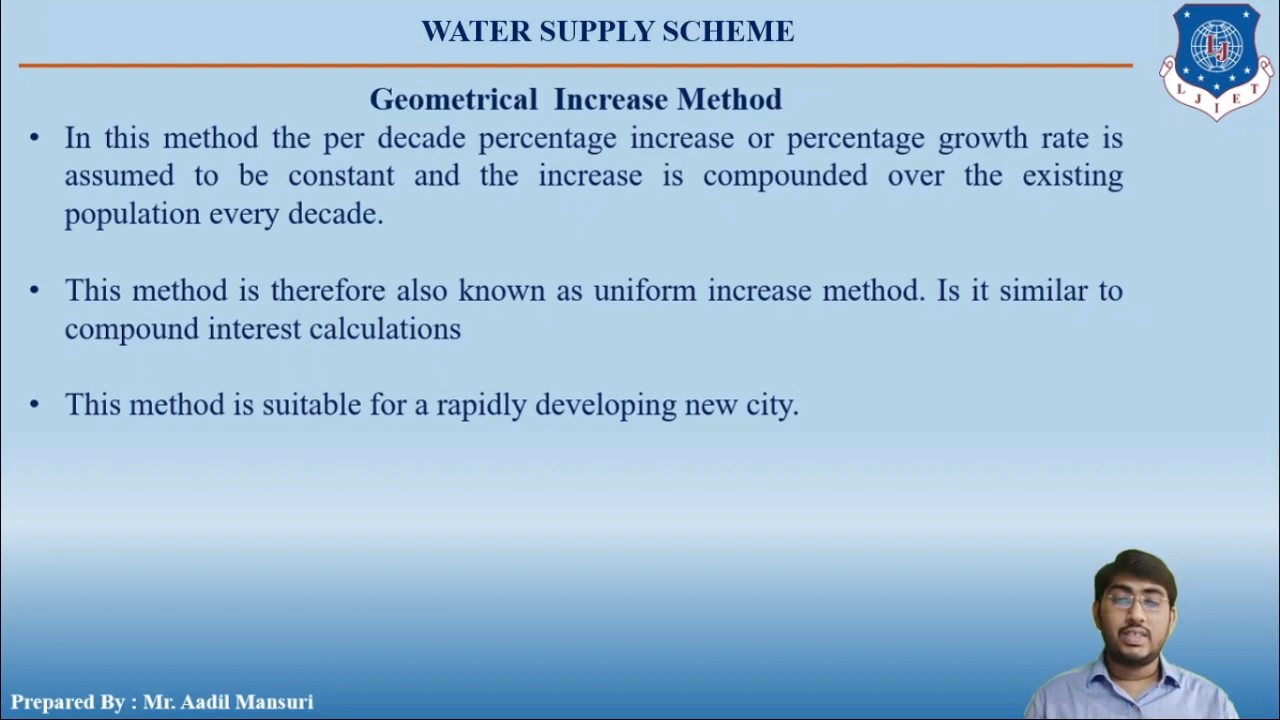 WATER SUPPLY SCHEME
LJ
L J I E T
Geometrical Increase Method
• In this method the per decade percentage increase or percentage growth rate is
assumed to be constant and the increase is compounded over the existing
population every decade.
• This method is therefore also known as uniform increase method. Is it similar to
compound interest calculations
• This method is suitable for a rapidly developing new city.
Prepared By : Mr. Aadil Mansuri